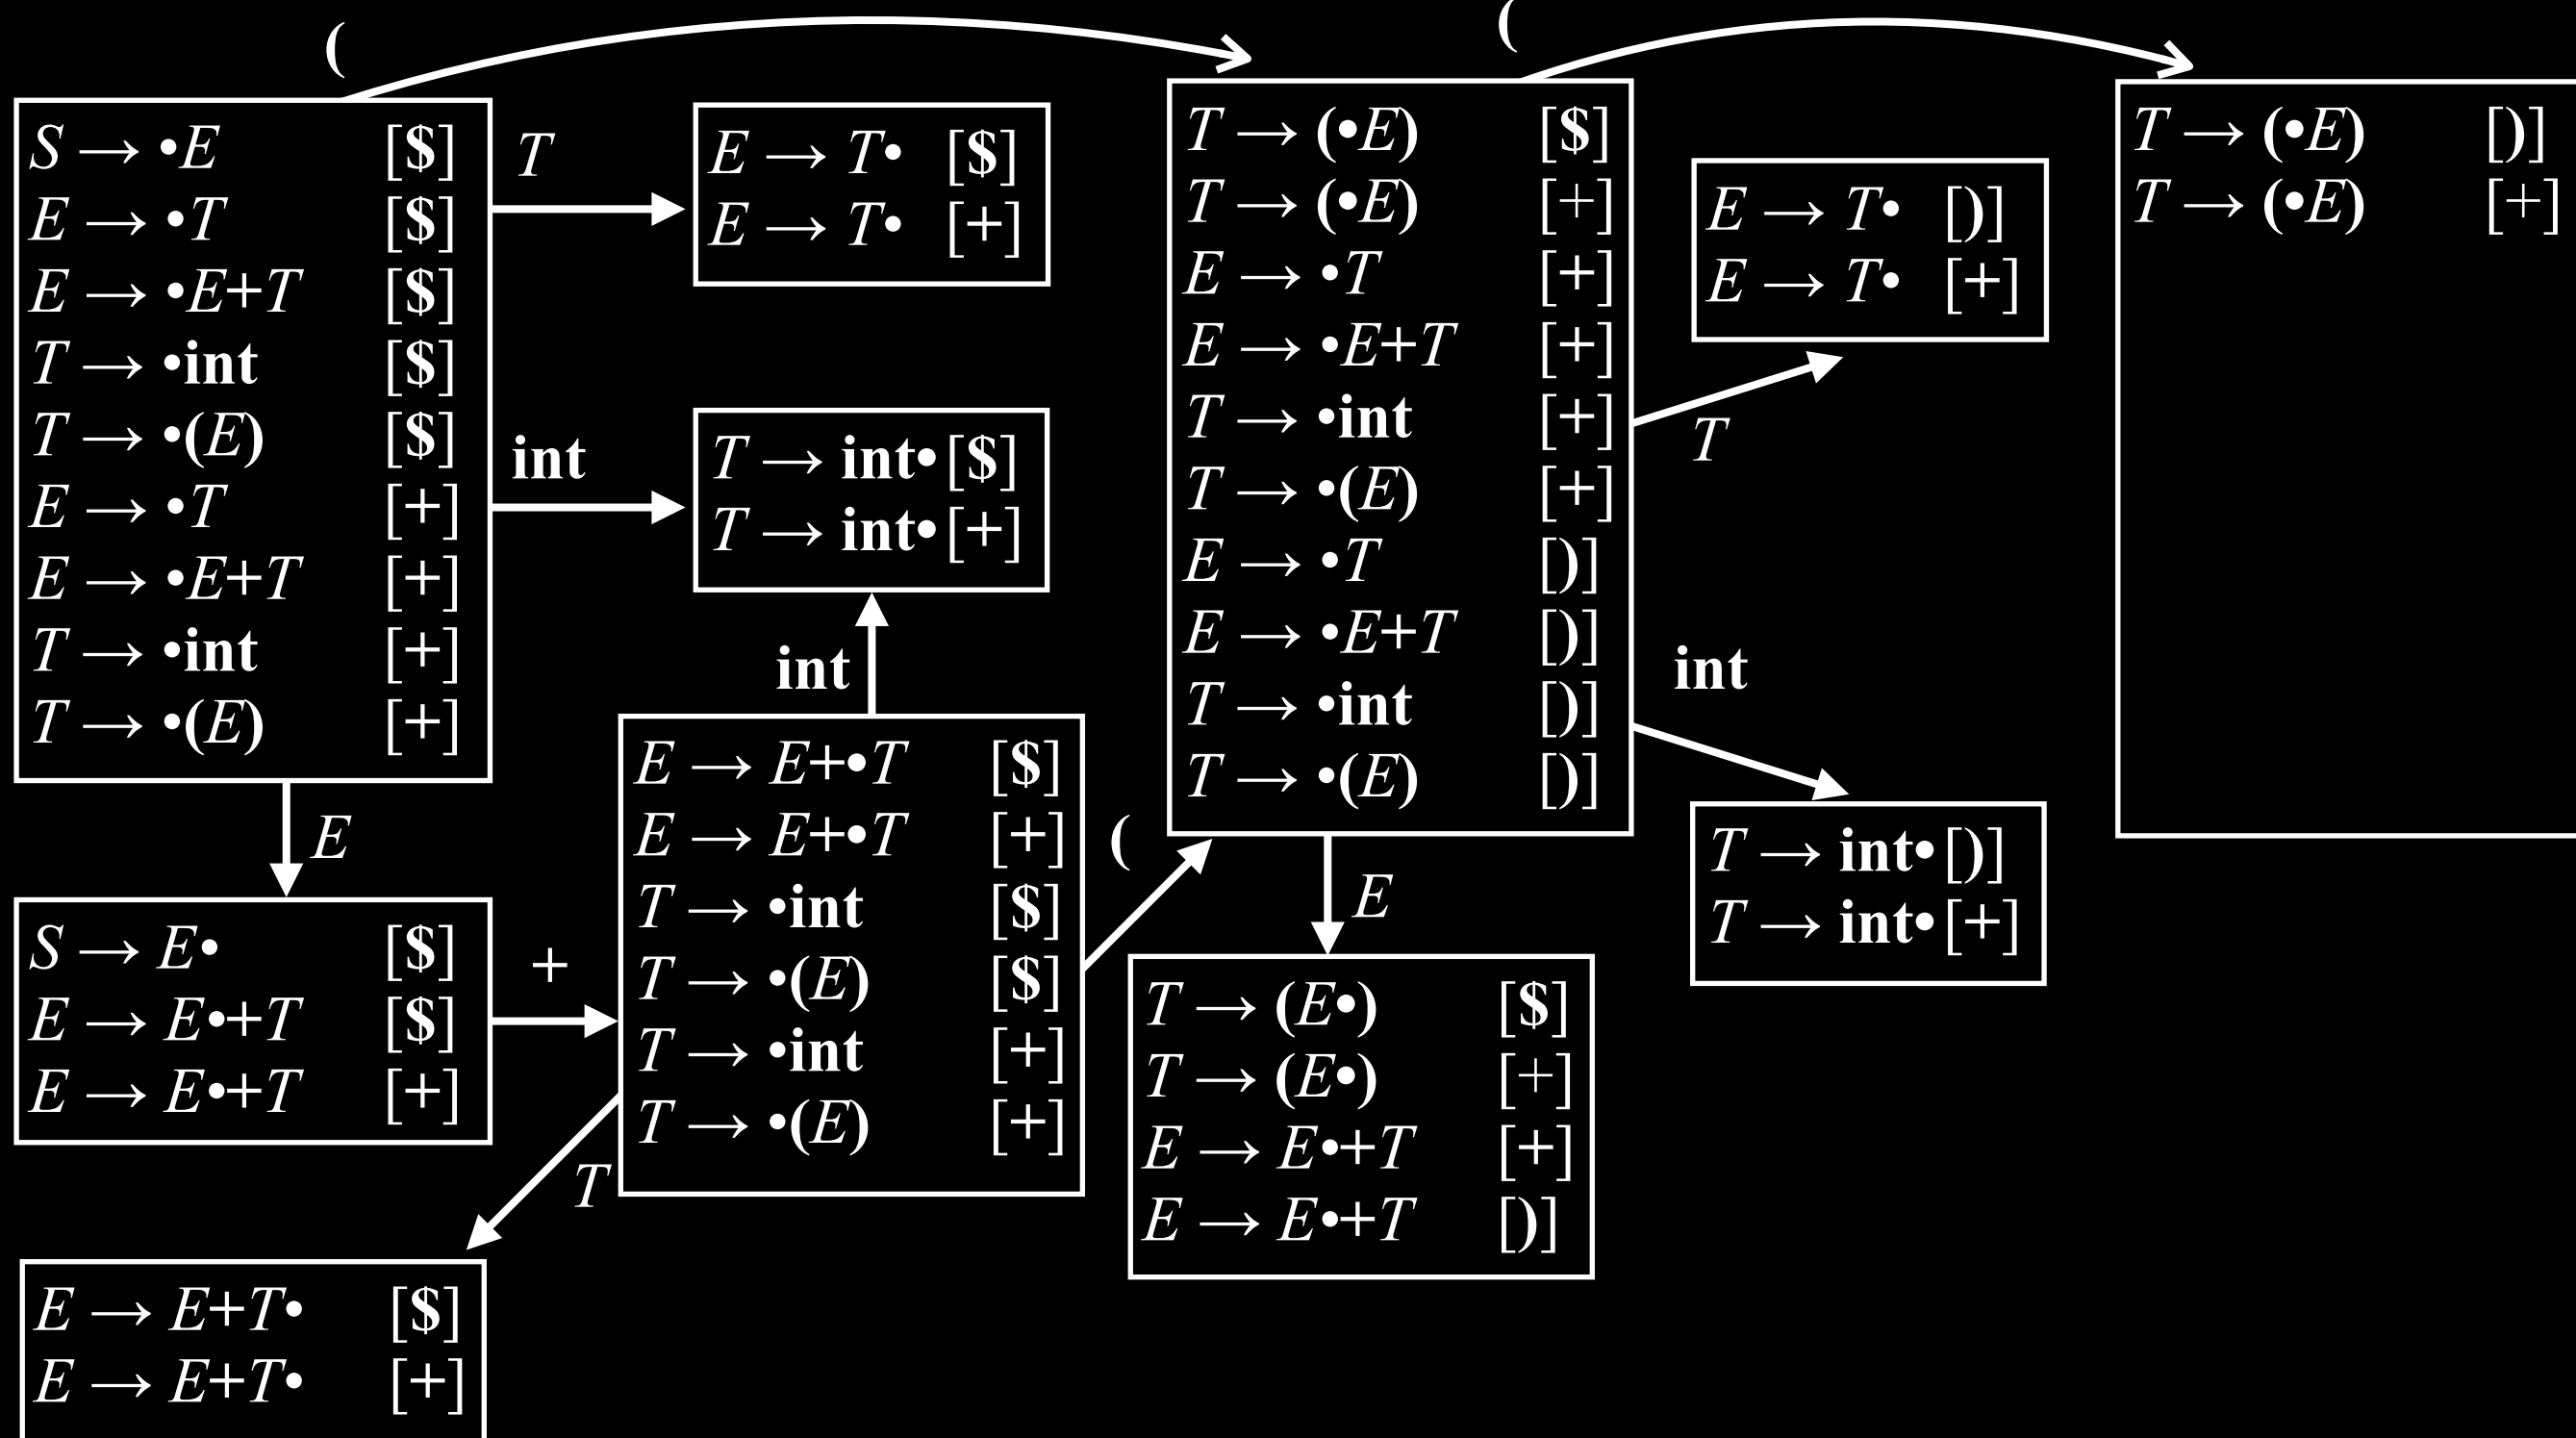 (
(
S → •E [$]
E → •T [$]
E → •E+T [$]
T → •int [$]
T → •(E) [$]
E → •T [+]
E → •E+T [+]
T → •int [+]
T → •(E) [+]
T
E → T• [$]
E → T• [+]
int
T → int• [$]
T → int• [+]
int
E
S → E• [$]
E → E•+T [$]
E → E•+T [+]
+
E → E+•T [$]
E → E+•T [+]
T → •int [$]
T → •(E) [$]
T → •int [+]
T → •(E) [+]
T
E → E+T• [$]
E → E+T• [+]
(
T → (•E) [$]
T → (•E) [+]
E → •T [+]
E → •E+T [+]
T → •int [+]
T → •(E) [+]
E → •T [)]
E → •E+T [)]
T → •int [)]
T → •(E) [)]
E
T → (E•) [$]
T → (E•) [+]
E → E•+T [+]
E → E•+T [)]
E → T• [)]
E → T• [+]
T
int
T → int• [)]
T → int• [+]
T → (•E) [)]
T → (•E) [+]